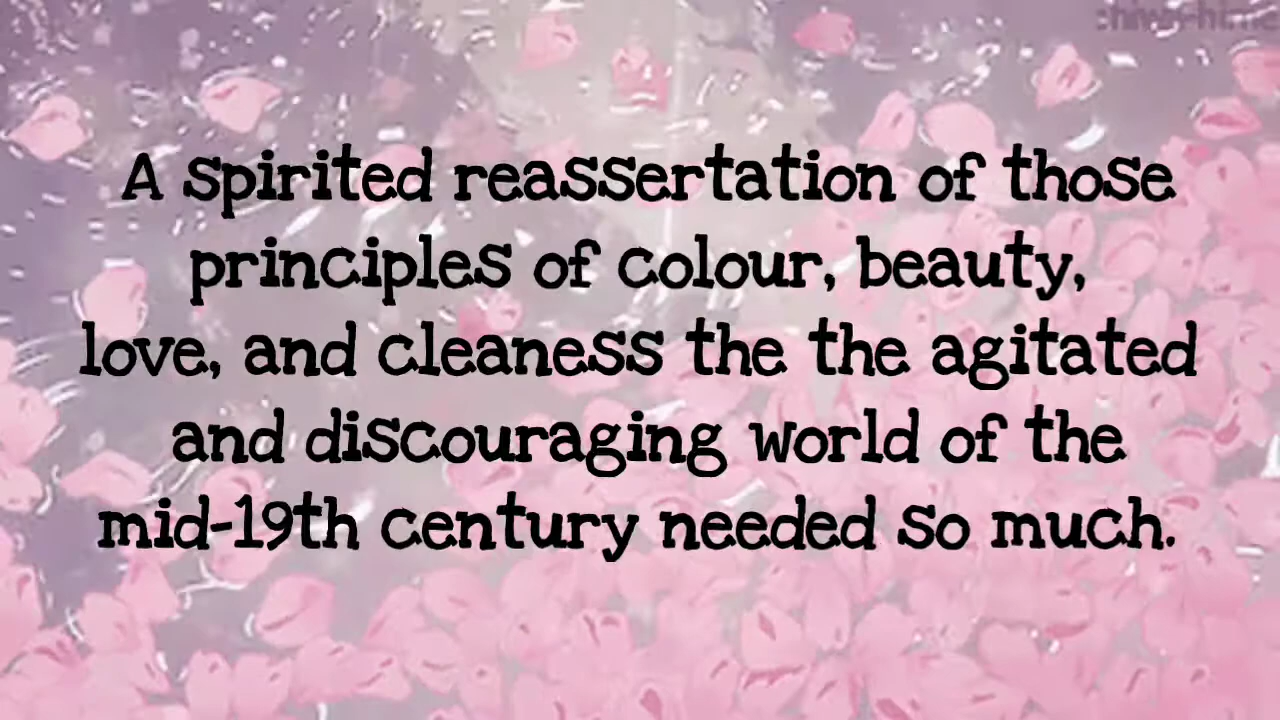 A spirited reassertation of those
principles of colour, beauty,
love, and cleaness the the agitated
and discouraging world of the
mid-19th century needed so much.